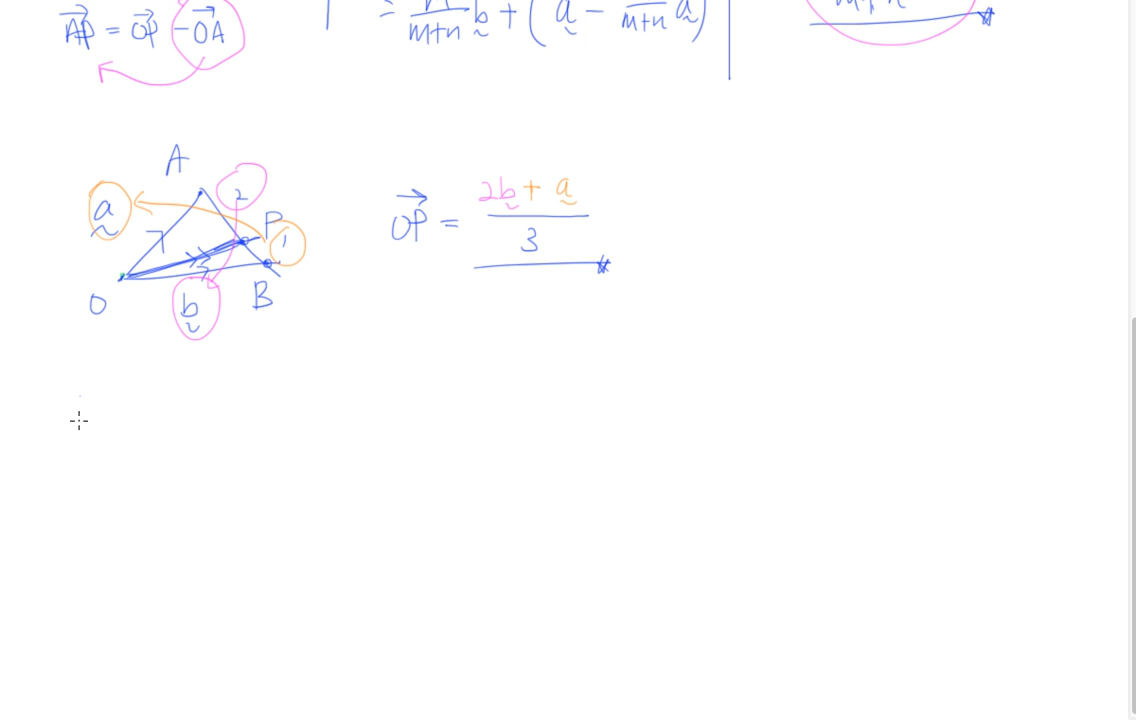 AP = OP - OA
= m/(m+n) b + ( a - /(m+n) a )
m+n
A
2
a
P
1
O
b
B
OP = (2b + a)/3